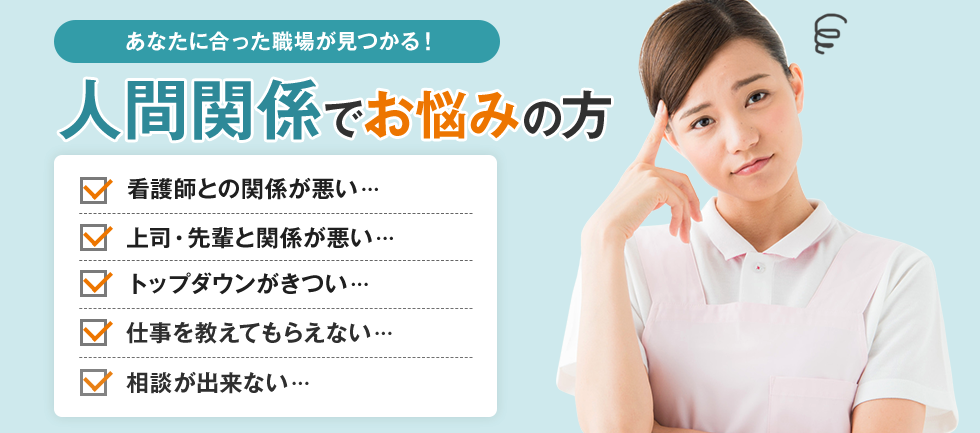 あなたに合った職場が見つかる！
人間関係でお悩みの方
看護師との関係が悪い…
上司・先輩と関係が悪い…
トップダウンがきつい…
仕事を教えてもらえない…
相談が出来ない…